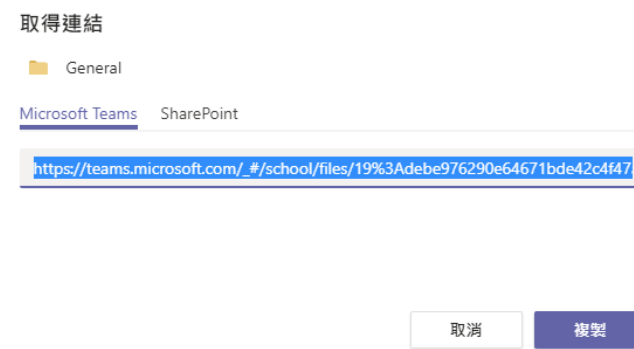 取得連結
General
Microsoft Teams SharePoint
https://teams.microsoft.com/_#/school/files/19%3Adebe976290e64671bde42c4f47
取消 複製